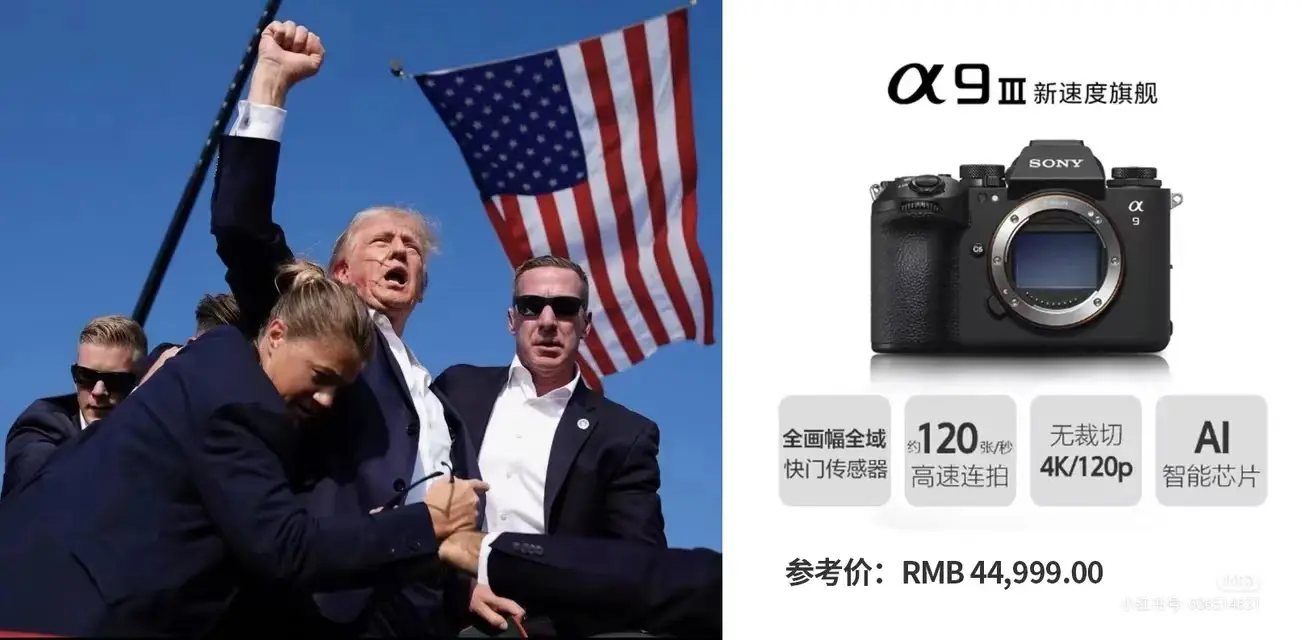 α9III 新速度旗舰
SONY
α
9
C5
全画幅全域
快门传感器
约120张/秒
高速连拍
无裁切
4K/120p
AI
智能芯片
参考价：RMB 44,999.00